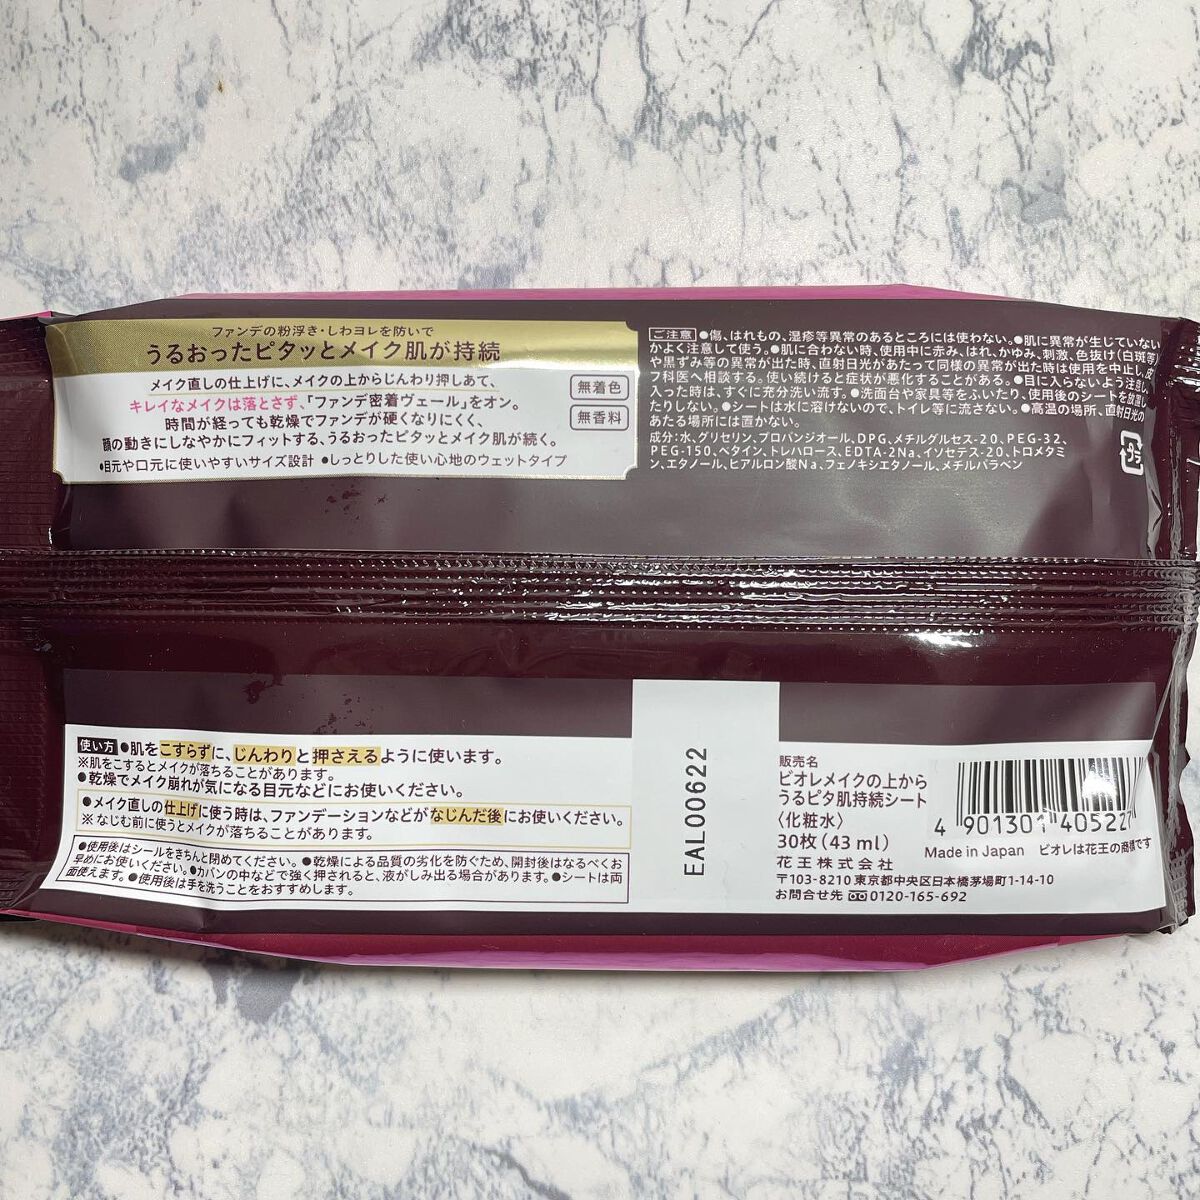 ファンデの粉浮き・しわヨレを防いで
うるおったピタッとメイク肌が持続
メイク直しの仕上げに、メイクの上からじんわり押しあて、
キレイなメイクは落とさず、「ファンデ密着ヴェール」をオン。
時間が経っても乾燥でファンデが硬くなりにくく、
顔の動きにしなやかにフィットする、うるおったピタッとメイク肌が続く。
•目元や口元に使いやすいサイズ設計 •しっとりした使い心地のウェットタイプ
無着色
無香料
ご注意 ●傷、はれもの、湿疹等異常のあるところには使わない。●肌に異常が生じていない
かよく注意して使う。●肌に合わない時、使用中に赤み、はれ、かゆみ、刺激、色抜け(白斑等)
や黒ずみ等の異常が出た時、直射日光があたって同様の異常が出た時は使用を中止し、皮
フ科医へ相談する。使い続けると症状が悪化することがある。●目に入らないよう注意し、
入った時は、すぐに充分洗い流す。●洗面台や家具等をふいたり、使用後のシートを放置し
たりしない。●シートは水に溶けないので、トイレ等に流さない。●高温の場所、直射日光の
あたる場所には置かない。
成分:水、グリセリン、プロパンジオール、DPG、メチルグルセス-20、PEG-32、
PEG-150、ベタイン、トレハロース、EDTA-2Na、イソセテス-20、トロメタミ
ン、エタノール、ヒアルロン酸Na、フェノキシエタノール、メチルパラベン
プラ
使い方 ●肌をこすらずに、じんわりと押さえるように使います。
※肌をこするとメイクが落ちることがあります。
●乾燥でメイク崩れが気になる目元などにお使いください。
●メイク直しの仕上げに使う時は、ファンデーションなどがなじんだ後にお使いください。
※なじむ前に使うとメイクが落ちることがあります。
●使用後はシールをきちんと閉めてください。●乾燥による品質の劣化を防ぐため、開封後はなるべくお
早めにお使いください。●カバンの中などで強く押されると、液がしみ出る場合があります。●シートは両
面使えます。●使用後は手を洗うことをおすすめします。
EAL00622
販売名
ビオレメイクの上から
うるピタ肌持続シート
〈化粧水〉
30枚(43 ml)
花王株式会社
〒103-8210 東京都中央区日本橋茅場町1-14-10
お問合せ先 0120-165-692
4 901301 405227
Made in Japan ビオレは花王の商標です